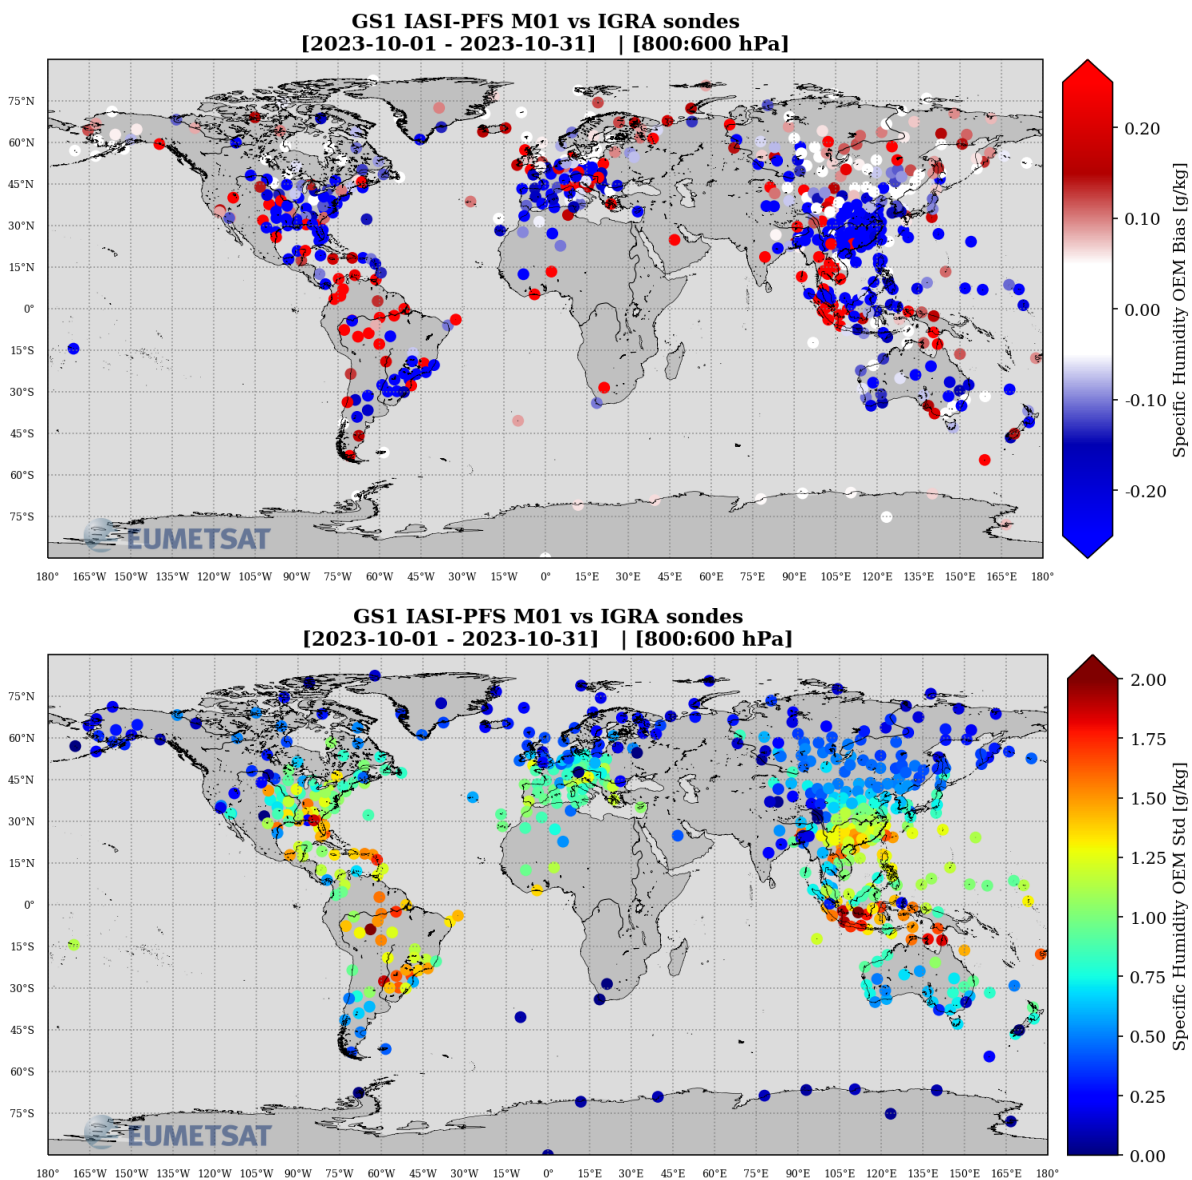 GS1 IASI-PFS M01 vs IGRA sondes
[2023-10-01 - 2023-10-31]   | [800:600 hPa]
75°N
60°N
45°N
30°N
15°N
0°
15°S
30°S
45°S
60°S
75°S
EUMETSAT
180° 165°W 150°W 135°W 120°W 105°W 90°W 75°W 60°W 45°W 30°W 15°W 0° 15°E 30°E 45°E 60°E 75°E 90°E 105°E 120°E 135°E 150°E 165°E 180°
0.20
0.10
0.00
-0.10
-0.20
Specific Humidity OEM Bias [g/kg]
GS1 IASI-PFS M01 vs IGRA sondes
[2023-10-01 - 2023-10-31]   | [800:600 hPa]
75°N
60°N
45°N
30°N
15°N
0°
15°S
30°S
45°S
60°S
75°S
EUMETSAT
180° 165°W 150°W 135°W 120°W 105°W 90°W 75°W 60°W 45°W 30°W 15°W 0° 15°E 30°E 45°E 60°E 75°E 90°E 105°E 120°E 135°E 150°E 165°E 180°
2.00
1.75
1.50
1.25
1.00
0.75
0.50
0.25
0.00
Specific Humidity OEM Std [g/kg]